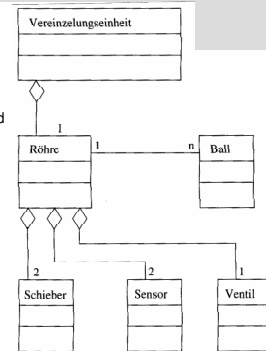 Vereinzelungseinheit
d
1
Röhre
1
n
Ball
2
2
1
Schieber
Sensor
Ventil